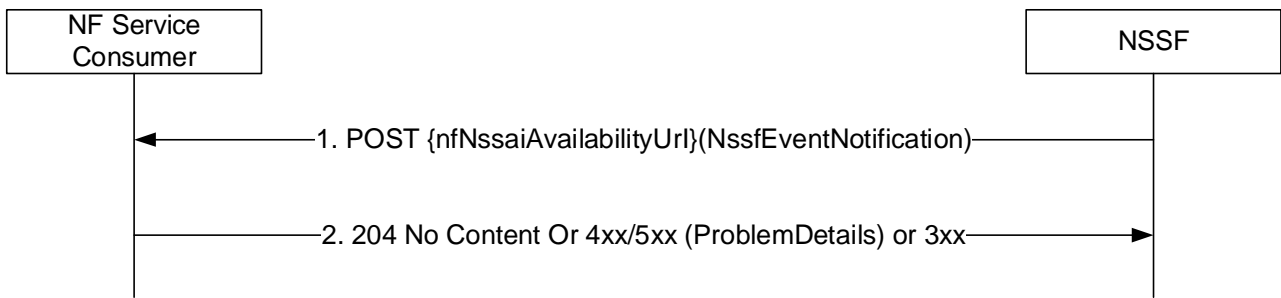 NF Service
Consumer
NSSF
1. POST {nfNssaiAvailabilityUrl}(NssfEventNotification)
2. 204 No Content Or 4xx/5xx (ProblemDetails) or 3xx